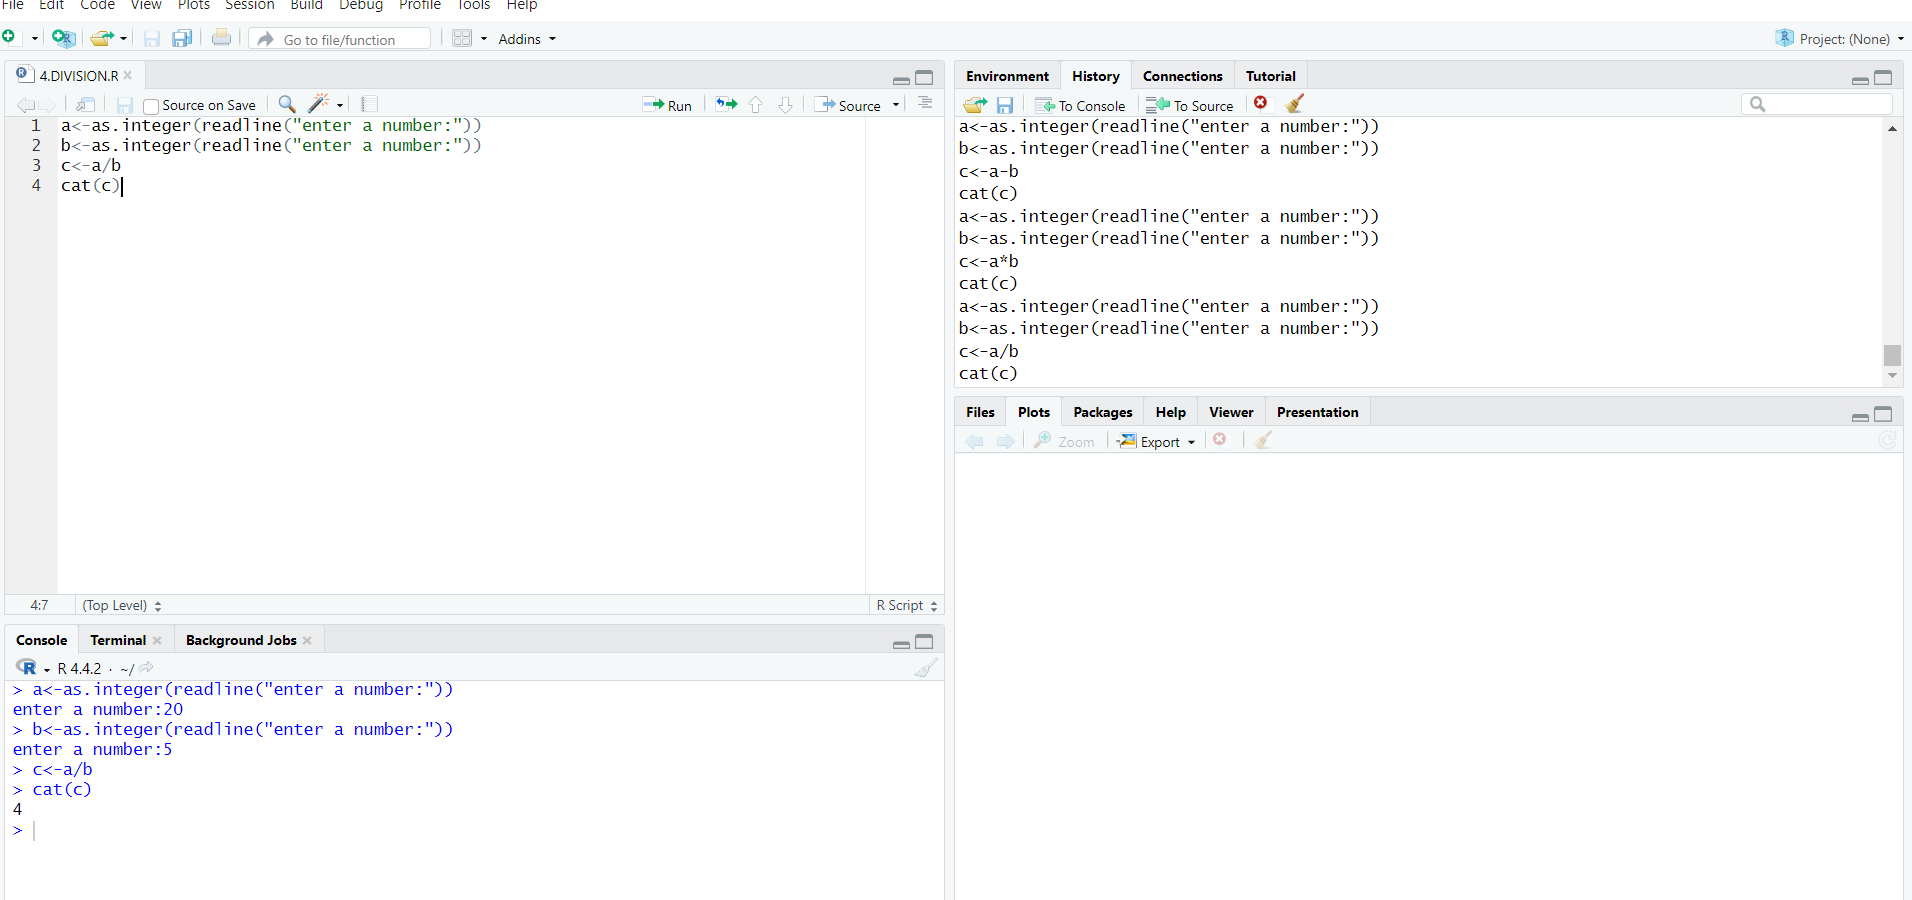 File Edit Code View Plots Session Build Debug Profile Tools Help
Go to file/function Addins Project: (None)
4.DIVISION.R
Source on Save Run Source
1 a<-as.integer(readline("enter a number:"))
2 b<-as.integer(readline("enter a number:"))
3 c<-a/b
4 cat(c)
4:7 (Top Level) R Script
Console Terminal Background Jobs
R R 4.4.2 · ~/
> a<-as.integer(readline("enter a number:"))
enter a number:20
> b<-as.integer(readline("enter a number:"))
enter a number:5
> c<-a/b
> cat(c)
4
>
Environment History Connections Tutorial
To Console To Source
a<-as.integer(readline("enter a number:"))
b<-as.integer(readline("enter a number:"))
c<-a-b
cat(c)
a<-as.integer(readline("enter a number:"))
b<-as.integer(readline("enter a number:"))
c<-a*b
cat(c)
a<-as.integer(readline("enter a number:"))
b<-as.integer(readline("enter a number:"))
c<-a/b
cat(c)
Files Plots Packages Help Viewer Presentation
Zoom Export